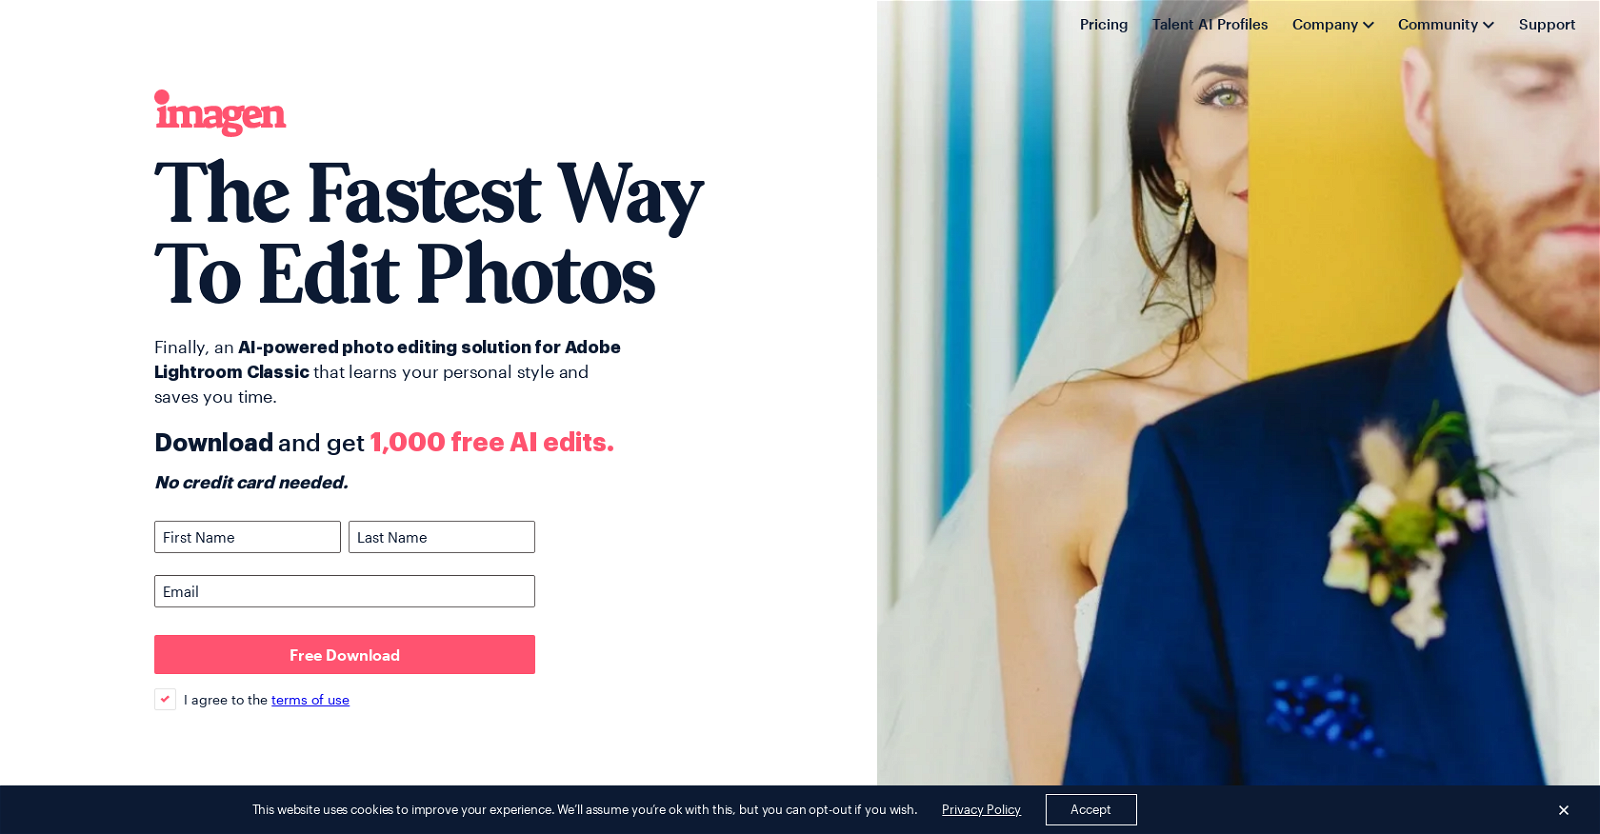 Pricing Talent AI Profiles Company Community Support
imagen
The Fastest Way
To Edit Photos
Finally, an AI-powered photo editing solution for Adobe
Lightroom Classic that learns your personal style and
saves you time.
Download and get 1,000 free AI edits.
No credit card needed.
First Name Last Name
Email
Free Download
I agree to the terms of use
This website uses cookies to improve your experience. We'll assume you're ok with this, but you can opt-out if you wish. Privacy Policy Accept